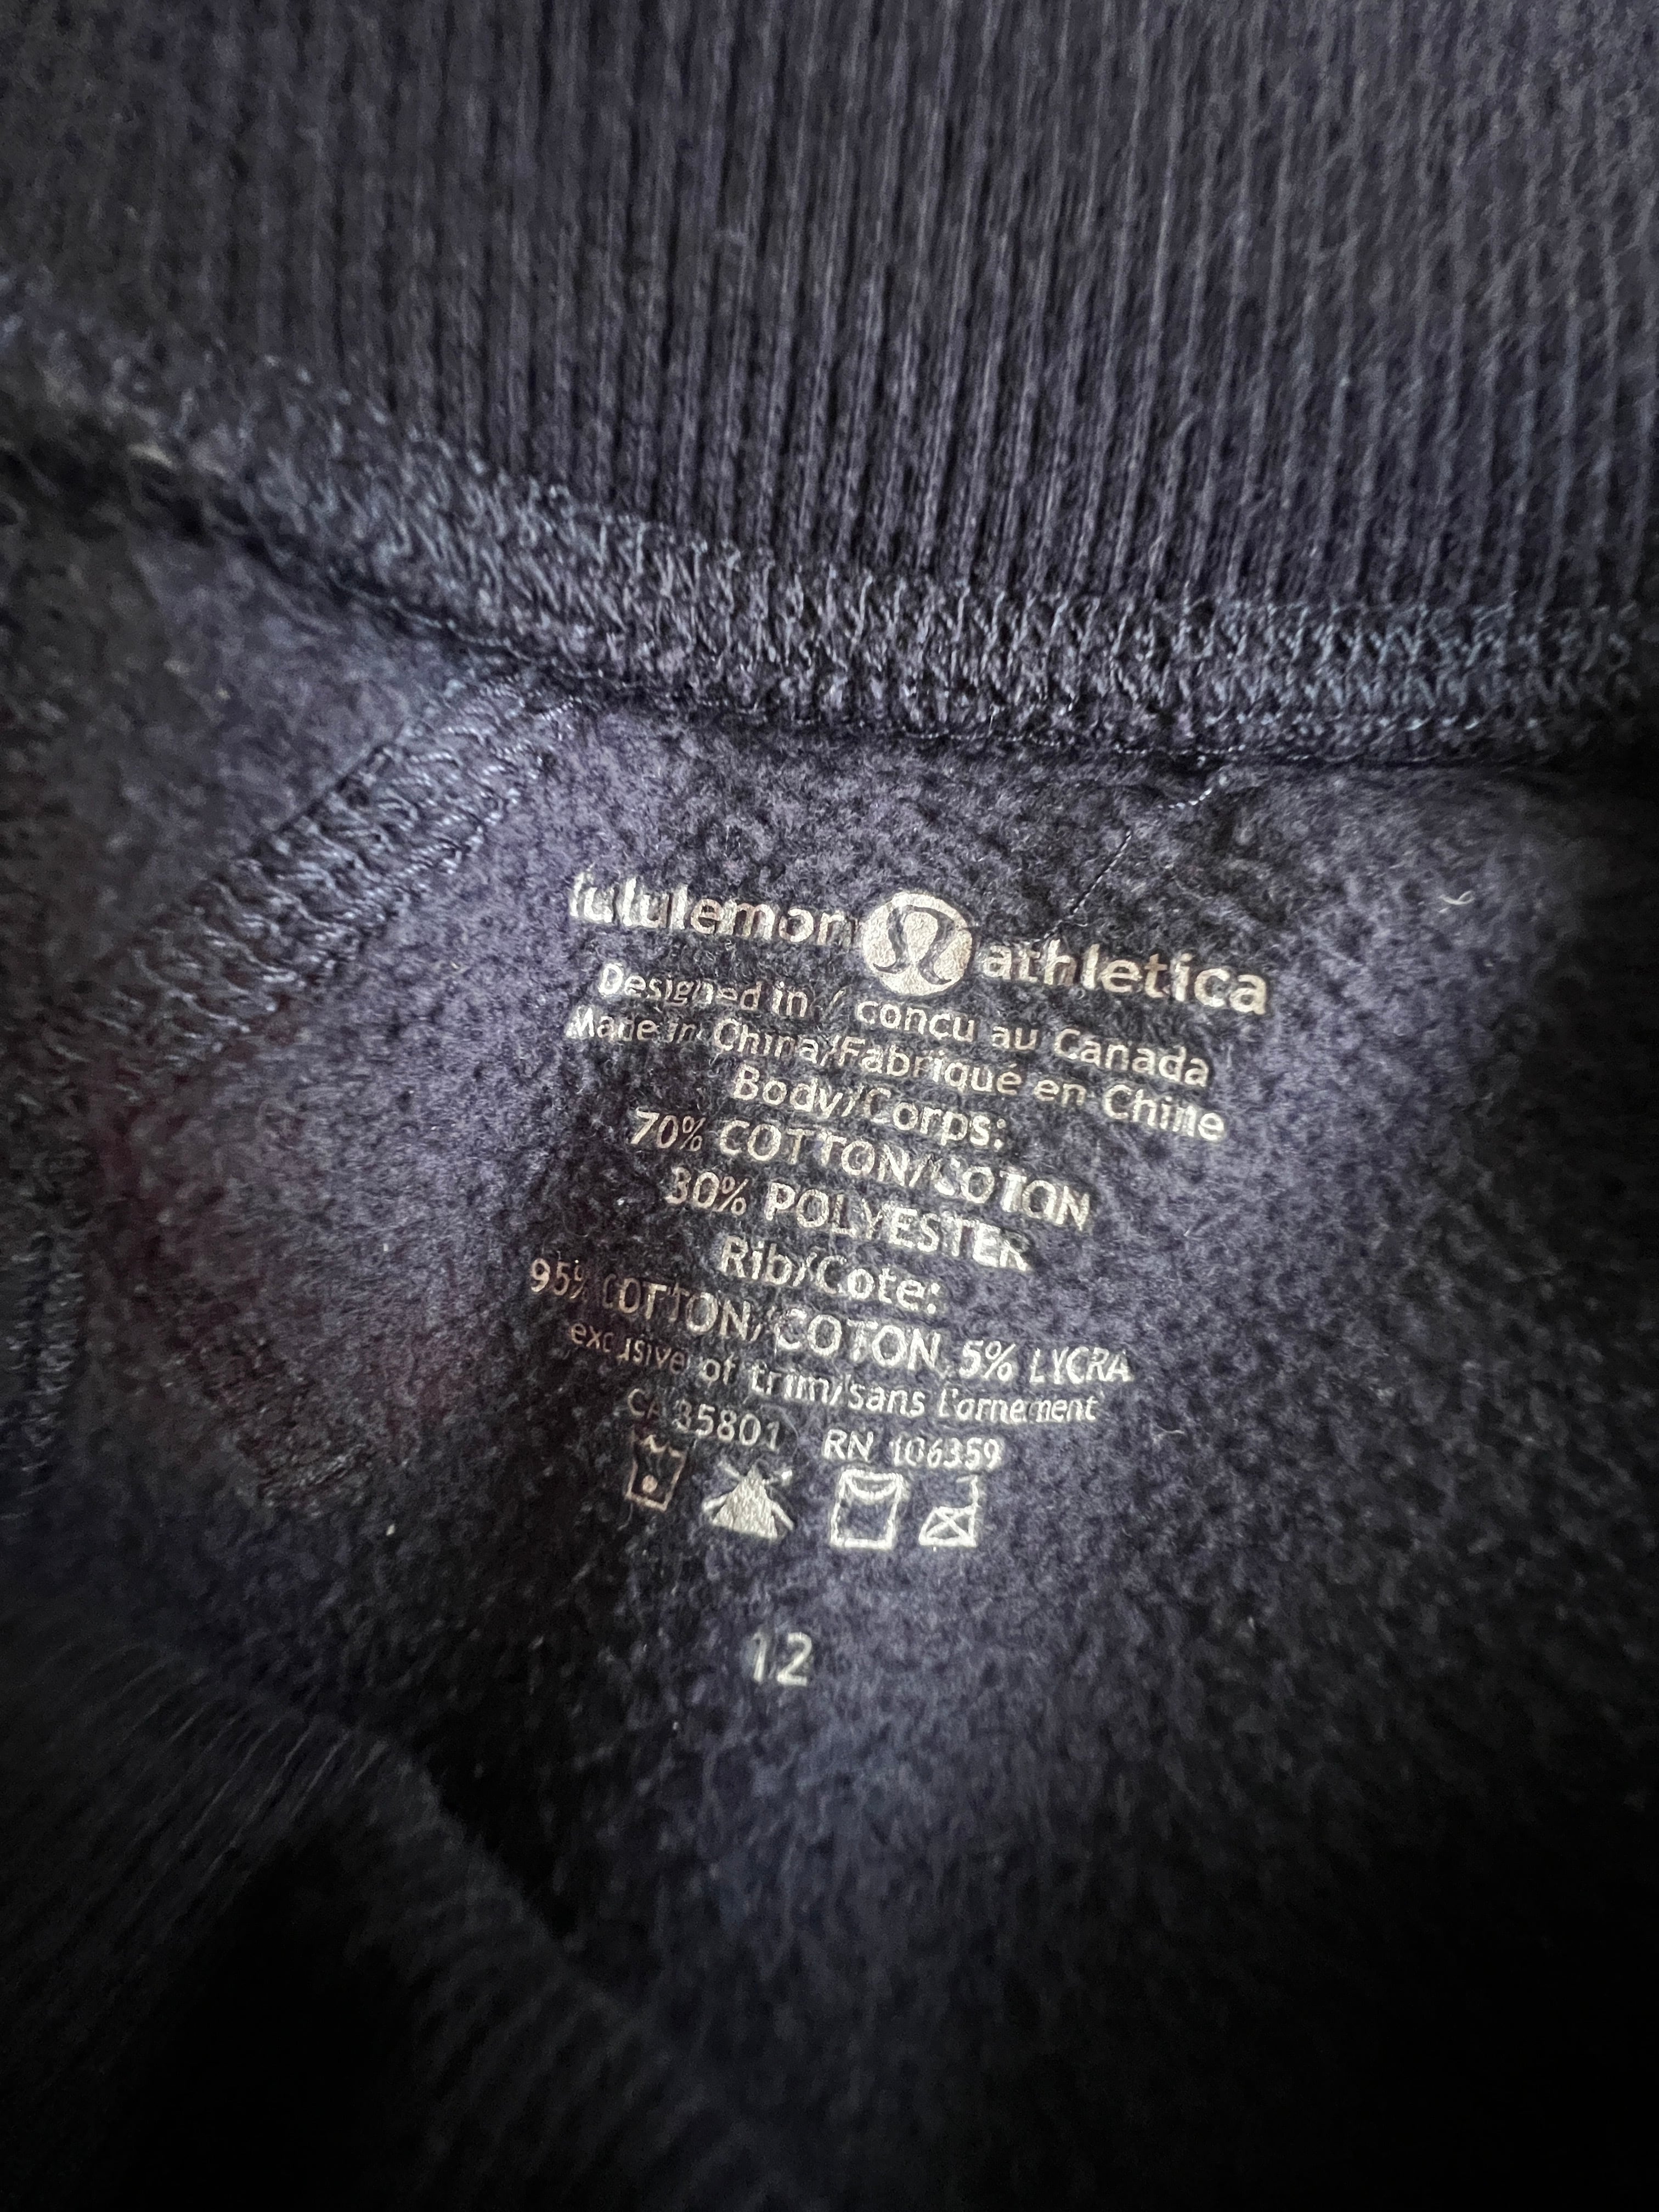 lululemon athletica
Designed in / conçu au Canada
Made in China/Fabriqué en Chine
Body/Corps:
70% COTTON/COTON
30% POLYESTER
Rib/Cote:
95% COTTON/COTON, 5% LYCRA
exclusive of trim/sans l'ornement
CA 35801 RN 106359
12